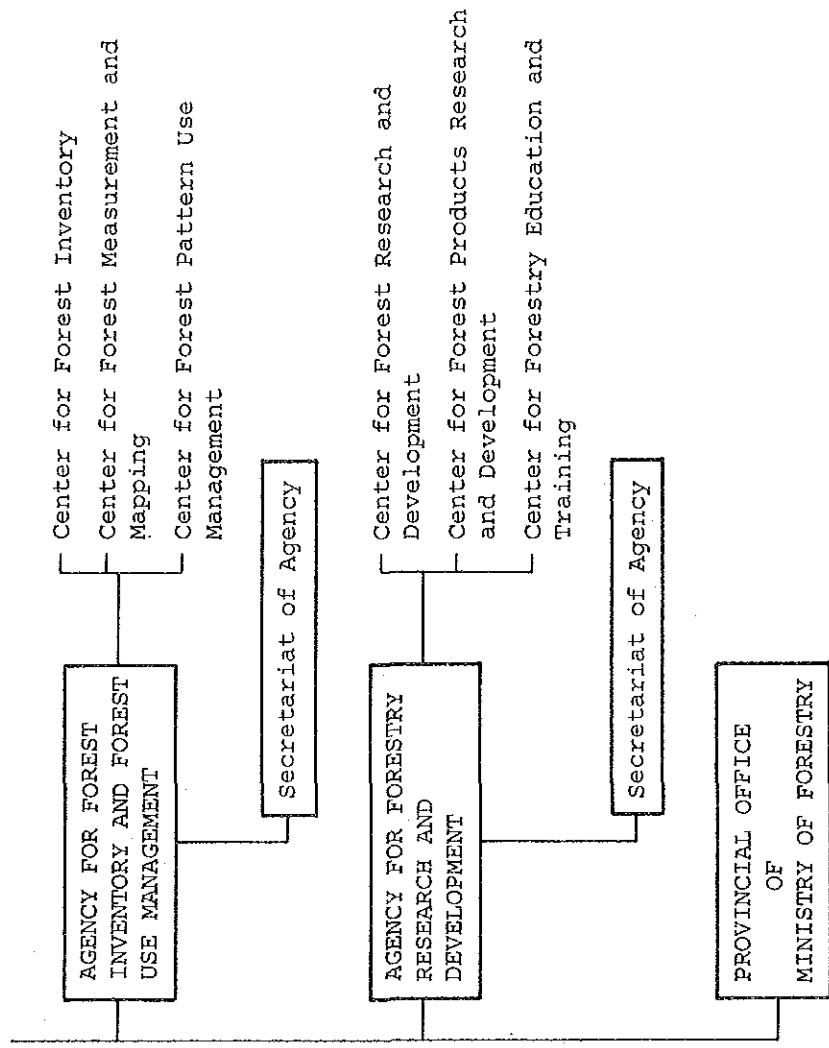 AGENCY FOR FOREST
INVENTORY AND FOREST
USE MANAGEMENT
Center for Forest Inventory
Center for Forest Measurement and
Mapping
Center for Forest Pattern Use
Management
Secretariat of Agency
AGENCY FOR FORESTRY
RESEARCH AND
DEVELOPMENT
Center for Forest Research and
Development
Center for Forest Products Research
and Development
Center for Forestry Education and
Training
Secretariat of Agency
PROVINCIAL OFFICE
OF
MINISTRY OF FORESTRY